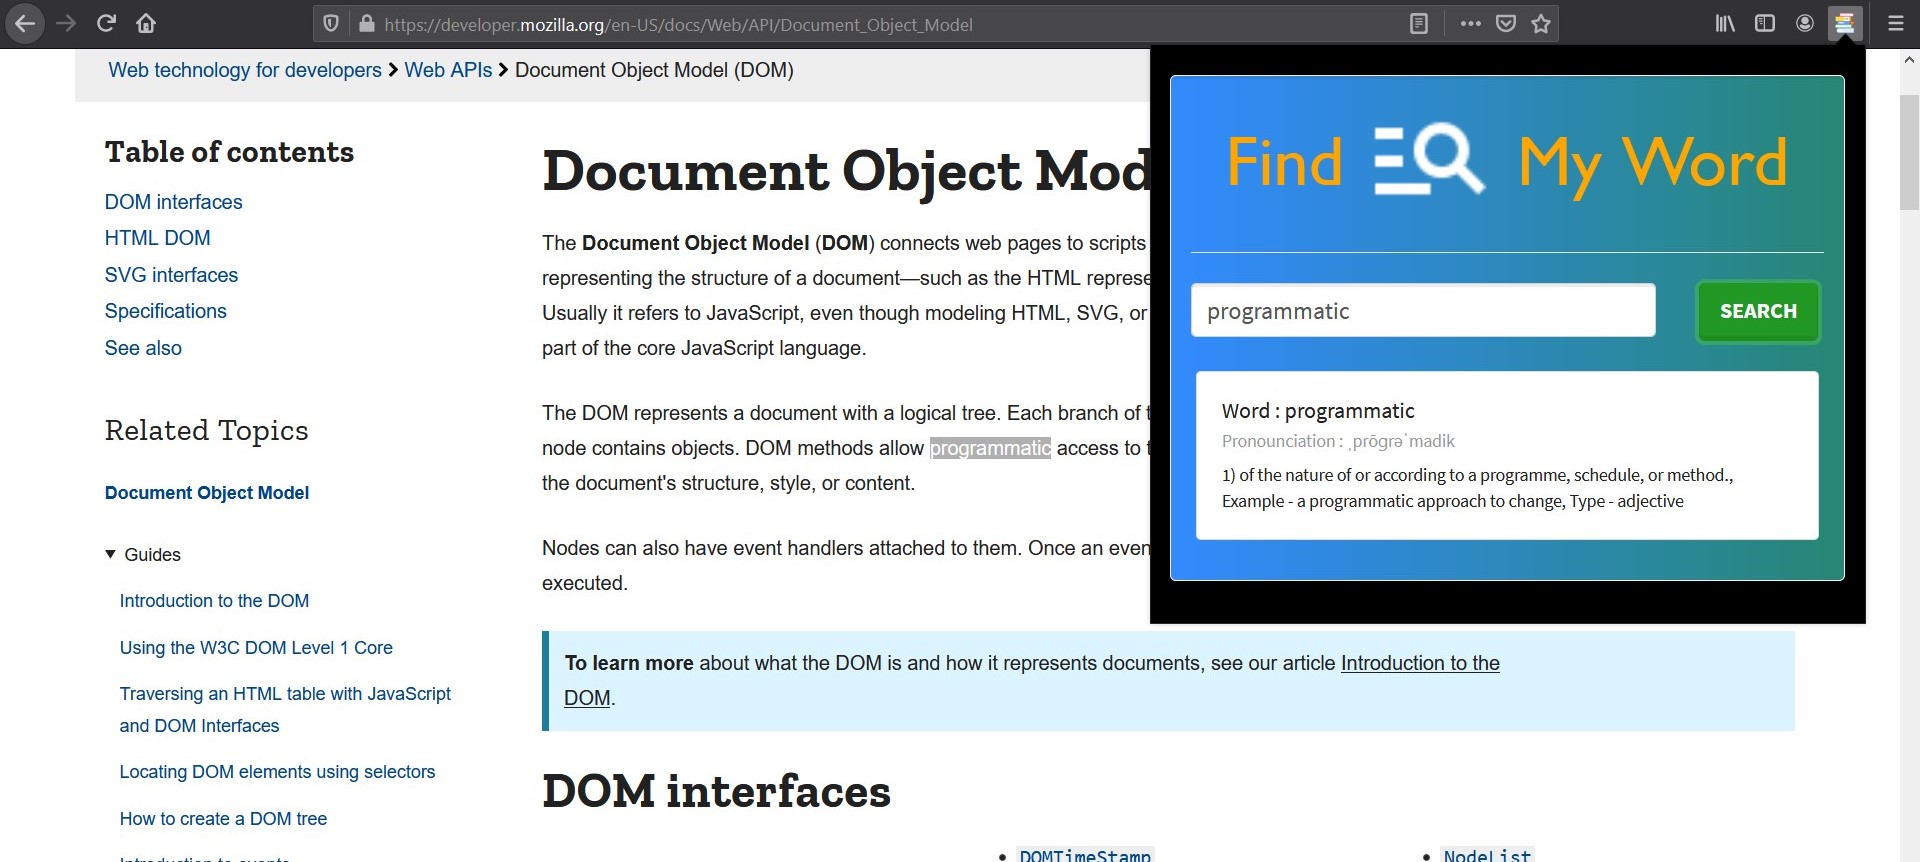 https://developer.mozilla.org/en-US/docs/Web/API/Document_Object_Model
Web technology for developers Web APIs Document Object Model (DOM)
Table of contents
DOM interfaces
HTML DOM
SVG interfaces
Specifications
See also
Related Topics
Document Object Model
Guides
Introduction to the DOM
Using the W3C DOM Level 1 Core
Traversing an HTML table with JavaScript
and DOM Interfaces
Locating DOM elements using selectors
How to create a DOM tree
Document Object Mod
The Document Object Model (DOM) connects web pages to scripts
representing the structure of a document—such as the HTML represe
Usually it refers to JavaScript, even though modeling HTML, SVG, or
part of the core JavaScript language.
The DOM represents a document with a logical tree. Each branch of t
node contains objects. DOM methods allow programmatic access to t
the document's structure, style, or content.
Nodes can also have event handlers attached to them. Once an even
executed.
To learn more about what the DOM is and how it represents documents, see our article Introduction to the
DOM.
DOM interfaces
DOMTimeStamp
NodeList
Find My Word
programmatic
SEARCH
Word : programmatic
Pronounciation : ˌprōɡrəˈmadik
1) of the nature of or according to a programme, schedule, or method.,
Example - a programmatic approach to change, Type - adjective